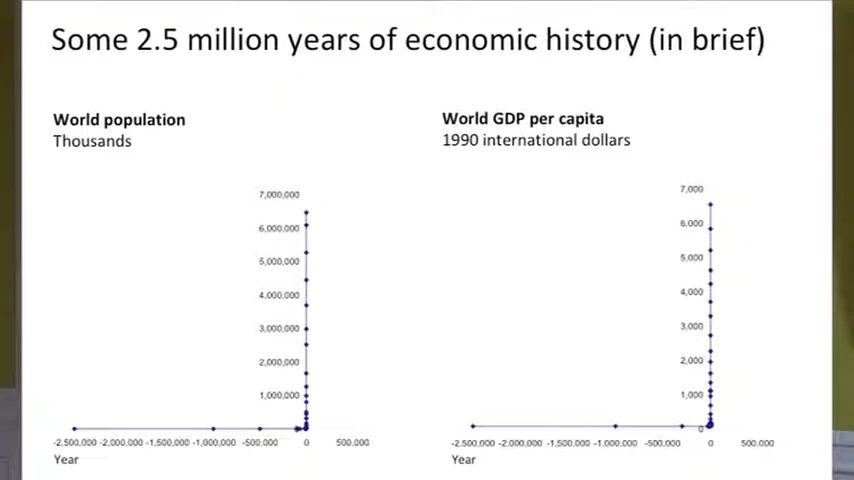 Some 2.5 million years of economic history (in brief)
World population
Thousands
7,000,000
6,000,000
5,000,000
4,000,000
3,000,000
2,000,000
1,000,000
0
-2,500,000 -2,000,000 -1,500,000 -1,000,000 -500,000 0 500,000
Year
World GDP per capita
1990 international dollars
7,000
6,000
5,000
4,000
3,000
2,000
1,000
0
-2.500,000 -2,000,000 -1,500,000 -1,000,000 -500,000 0 500,000
Year